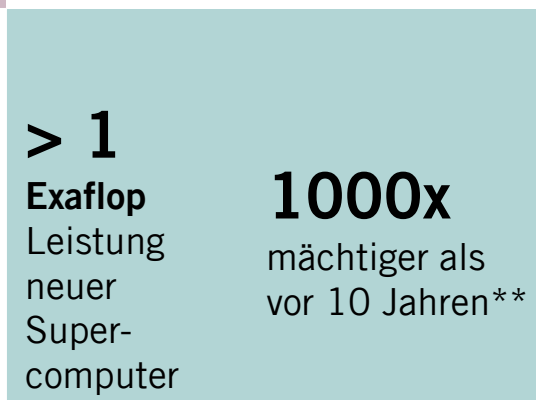 > 1
Exaflop
Leistung
neuer
Super-
computer
1000x
mächtiger als
vor 10 Jahren**